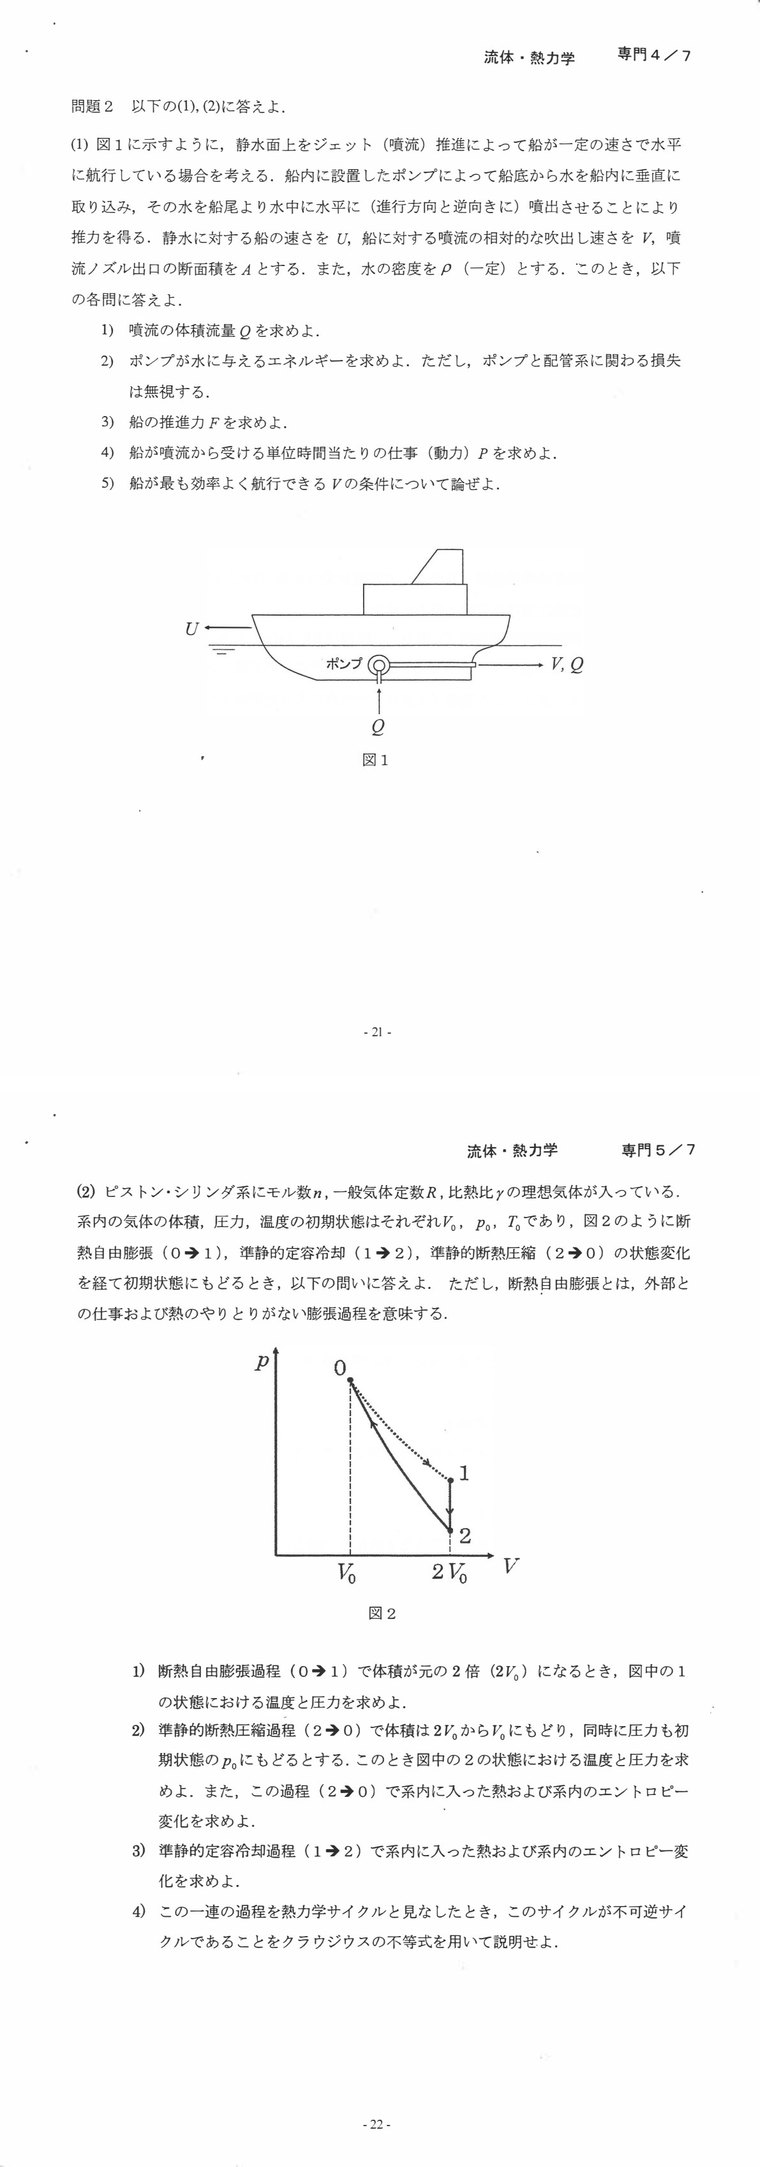 流体・熱力学　専門４／７
問題２　以下の(1), (2)に答えよ．
(1) 図１に示すように，静水面上をジェット（噴流）推進によって船が一定の速さで水平
に航行している場合を考える．船内に設置したポンプによって船底から水を船内に垂直に
取り込み，その水を船尾より水中に水平に（進行方向と逆向きに）噴出させることにより
推力を得る．静水に対する船の速さを U，船に対する噴流の相対的な吹出し速さを V，噴
流ノズル出口の断面積を A とする．また，水の密度を ρ （一定）とする．このとき，以下
の各問に答えよ．
1)　噴流の体積流量 Q を求めよ．
2)　ポンプが水に与えるエネルギーを求めよ．ただし，ポンプと配管系に関わる損失
は無視する．
3)　船の推進力 F を求めよ．
4)　船が噴流から受ける単位時間当たりの仕事（動力）P を求めよ．
5)　船が最も効率よく航行できる V の条件について論ぜよ．
U
ポンプ
V, Q
Q
図１
- 21 -
流体・熱力学　専門５／７
(2) ピストン・シリンダ系にモル数 n , 一般気体定数 R , 比熱比 γ の理想気体が入っている．
系内の気体の体積，圧力，温度の初期状態はそれぞれ V₀， p₀，T₀ であり，図２のように断
熱自由膨張（０➔１），準静的定容冷却（１➔２），準静的断熱圧縮（２➔０）の状態変化
を経て初期状態にもどるとき，以下の問いに答えよ． ただし，断熱自由膨張とは，外部と
の仕事および熱のやりとりがない膨張過程を意味する．
p
0
1
2
V₀
2 V₀
V
図２
1)　断熱自由膨張過程（０➔１）で体積が元の 2 倍（2V₀）になるとき，図中の１
の状態における温度と圧力を求めよ．
2)　準静的断熱圧縮過程（２➔０）で体積は 2V₀ から V₀ にもどり，同時に圧力も初
期状態の p₀ にもどるとする．このとき図中の２の状態における温度と圧力を求
めよ．また，この過程（２➔０）で系内に入った熱および系内のエントロピー
変化を求めよ．
3)　準静的定容冷却過程（１➔２）で系内に入った熱および系内のエントロピー変
化を求めよ．
4)　この一連の過程を熱力学サイクルと見なしたとき，このサイクルが不可逆サイ
クルであることをクラウジウスの不等式を用いて説明せよ．
- 22 -